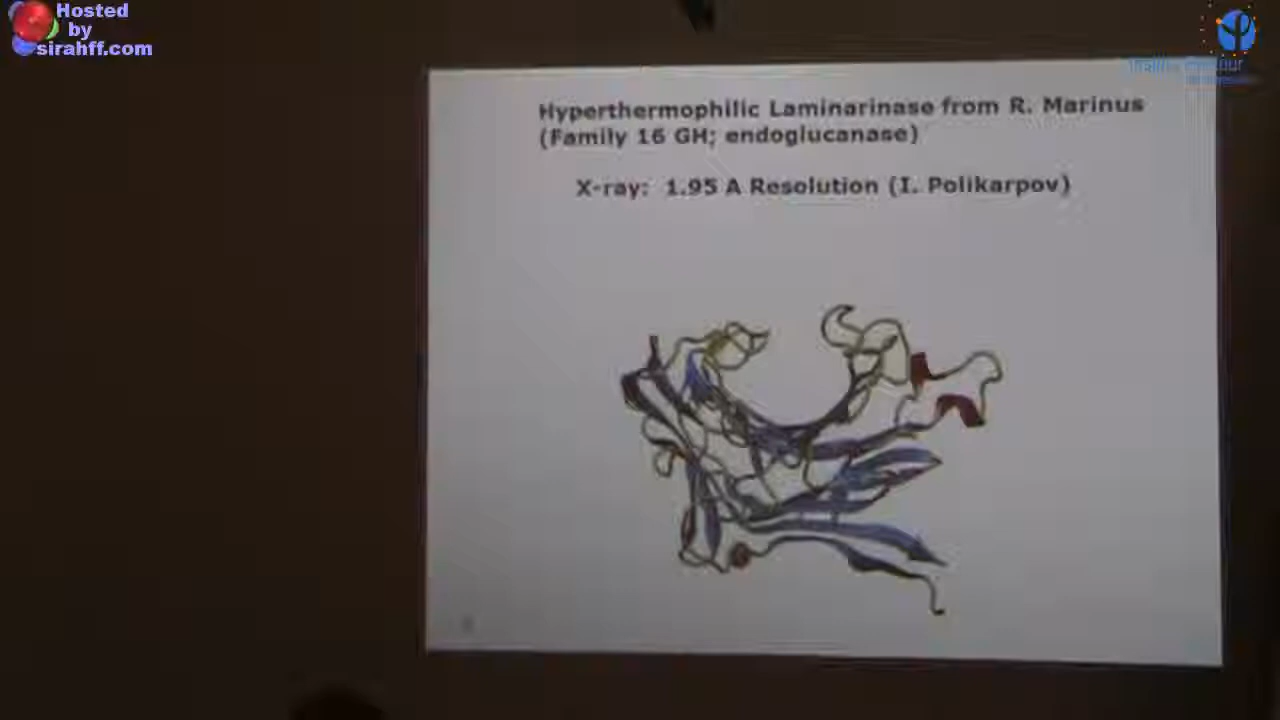 Hosted
by
sirahff.com
Hyperthermophilic Laminarinase from R. Marinus
(Family 16 GH; endoglucanase)
X-ray: 1.95 A Resolution (I. Polikarpov)